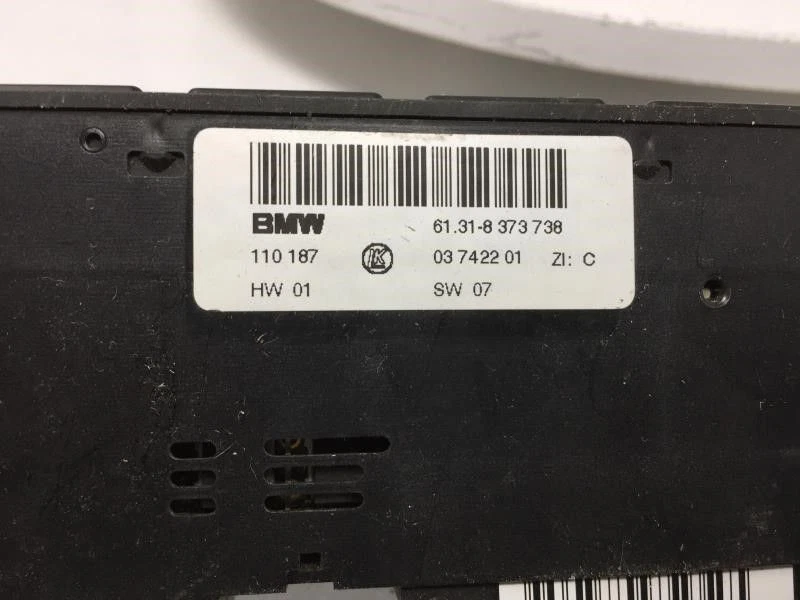 BMW 61.31-8 373 738
110 187 K 03 7422 01 ZI: C
HW 01 SW 07